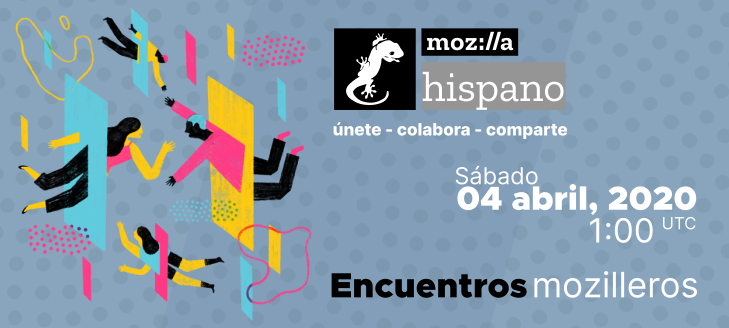 moz://a
hispano
únete - colabora - comparte
Sábado
04 abril, 2020
1:00 UTC
Encuentros mozilleros